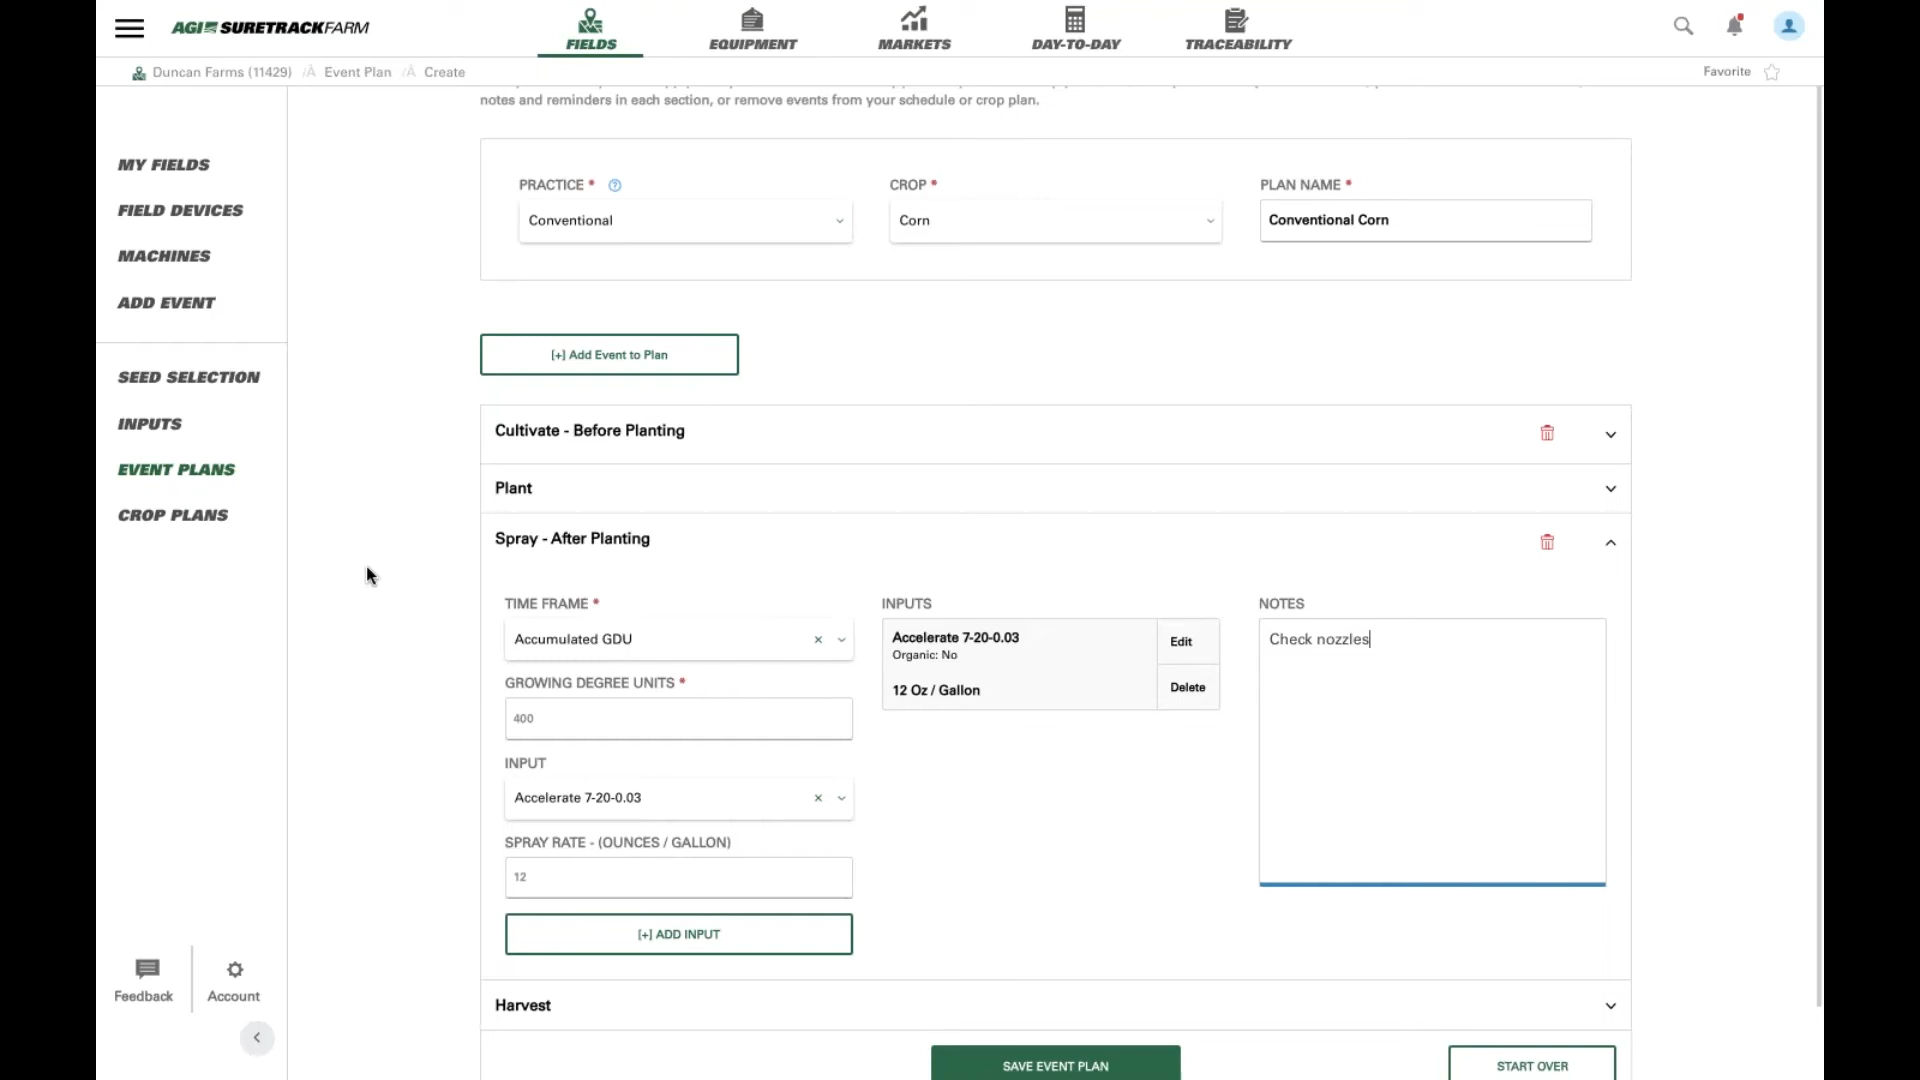 AGI SURETRACKFARM
FIELDS
EQUIPMENT
MARKETS
DAY-TO-DAY
TRACEABILITY
Duncan Farms (11429) /Â Event Plan /Â Create
Favorite
notes and reminders in each section, or remove events from your schedule or crop plan.
MY FIELDS
FIELD DEVICES
MACHINES
ADD EVENT
SEED SELECTION
INPUTS
EVENT PLANS
CROP PLANS
Feedback
Account
PRACTICE *
CROP *
PLAN NAME *
Conventional
Corn
Conventional Corn
[+] Add Event to Plan
Cultivate - Before Planting
Plant
Spray - After Planting
TIME FRAME *
Accumulated GDU
GROWING DEGREE UNITS *
400
INPUT
Accelerate 7-20-0.03
SPRAY RATE - (OUNCES / GALLON)
12
[+] ADD INPUT
INPUTS
Accelerate 7-20-0.03
Organic: No
12 Oz / Gallon
Edit
Delete
NOTES
Check nozzles
Harvest
SAVE EVENT PLAN
START OVER